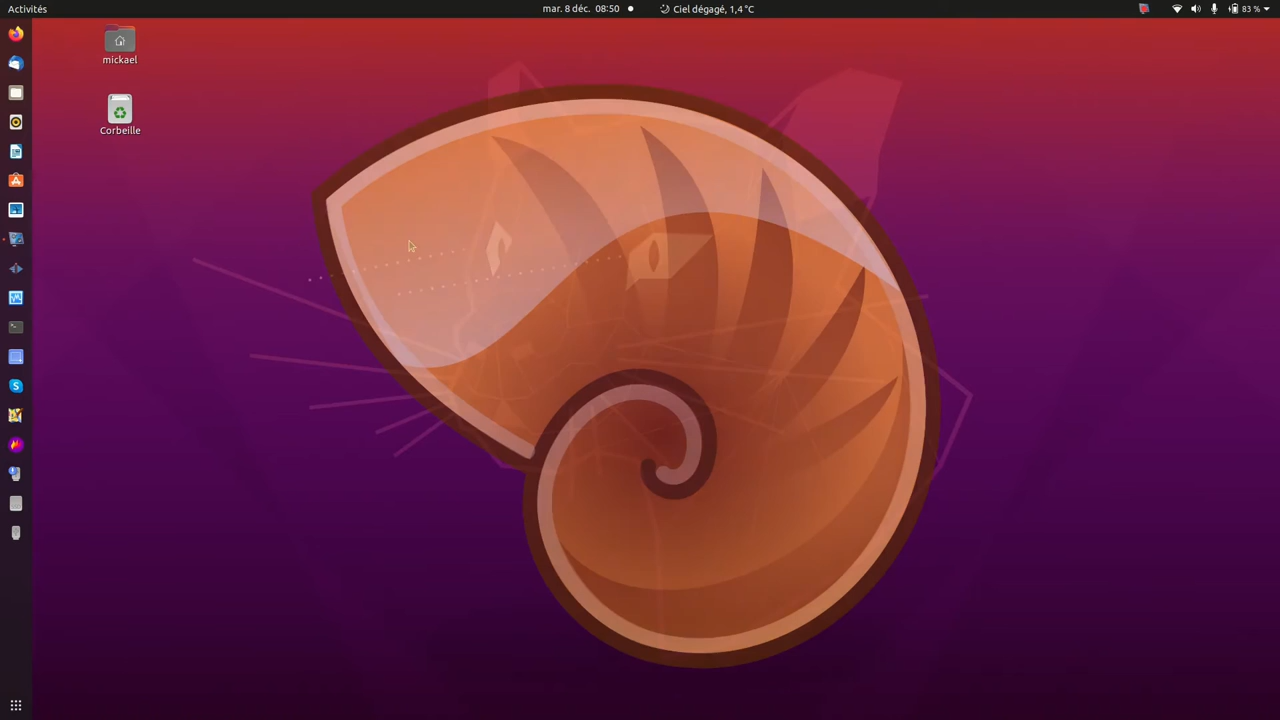 Activités
mar. 8 déc. 08:50
Ciel dégagé, 1,4 °C
83 %
mickael
Corbeille